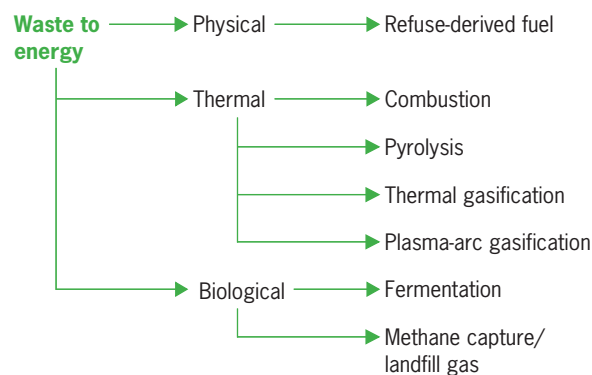 Waste to
energy
Physical
Refuse-derived fuel
Thermal
Combustion
Pyrolysis
Thermal gasification
Plasma-arc gasification
Biological
Fermentation
Methane capture/
landfill gas